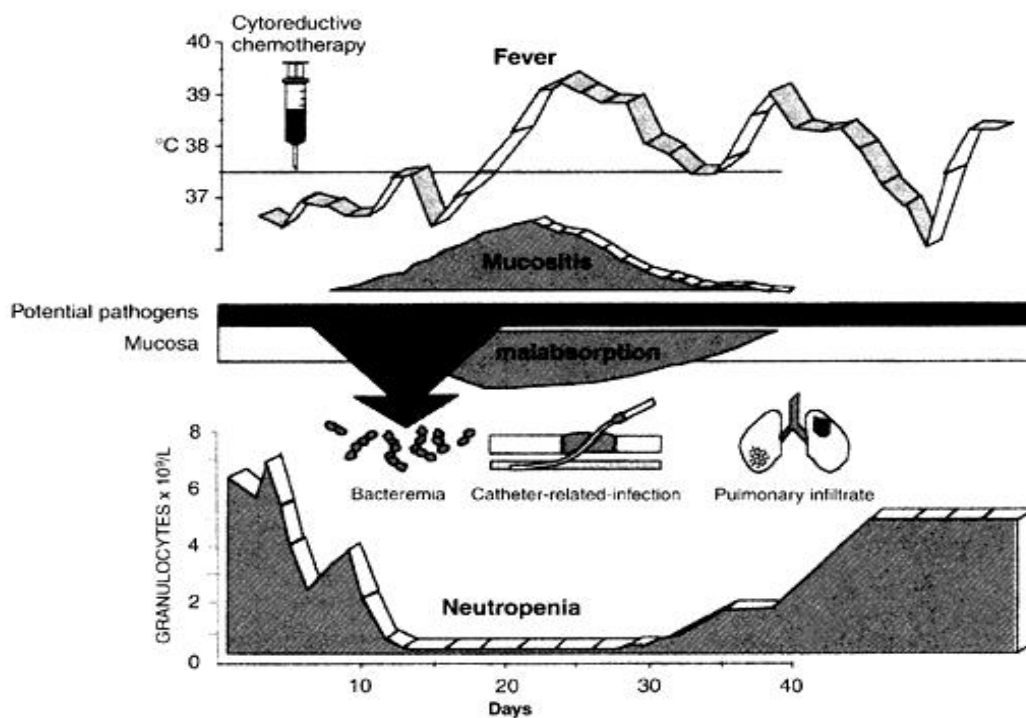 Cytoreductive
chemotherapy
40
Fever
39
°C 38
37
Mucositis
Potential pathogens
Mucosa
malabsorption
8
6
4
2
0
GRANULOCYTES x 10⁹/L
Bacteremia
Catheter-related-infection
Pulmonary infiltrate
Neutropenia
10
20
30
40
Days